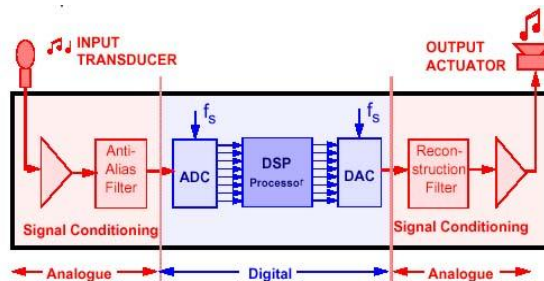 INPUT
TRANSDUCER
OUTPUT
ACTUATOR
fs
fs
Anti-
Alias
Filter
ADC
DSP
Processor
DAC
Recon-
struction
Filter
Signal Conditioning
Signal Conditioning
Analogue
Digital
Analogue